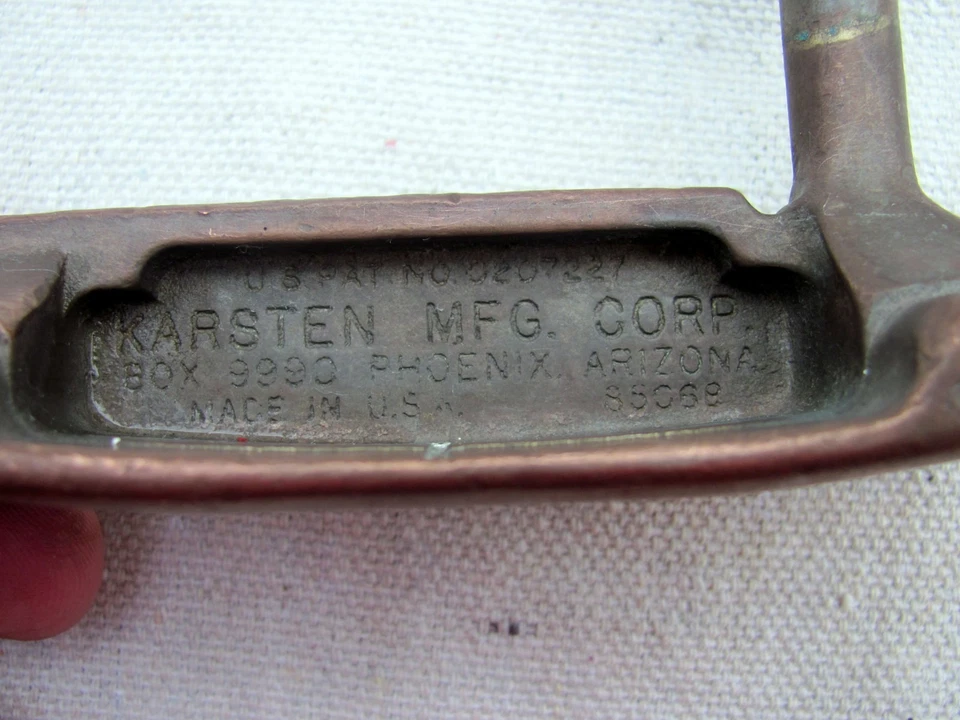 U.S. PAT. NO. D207227
KARSTEN MFG. CORP.
BOX 9990 PHOENIX, ARIZONA
MADE IN U.S.A. 85068